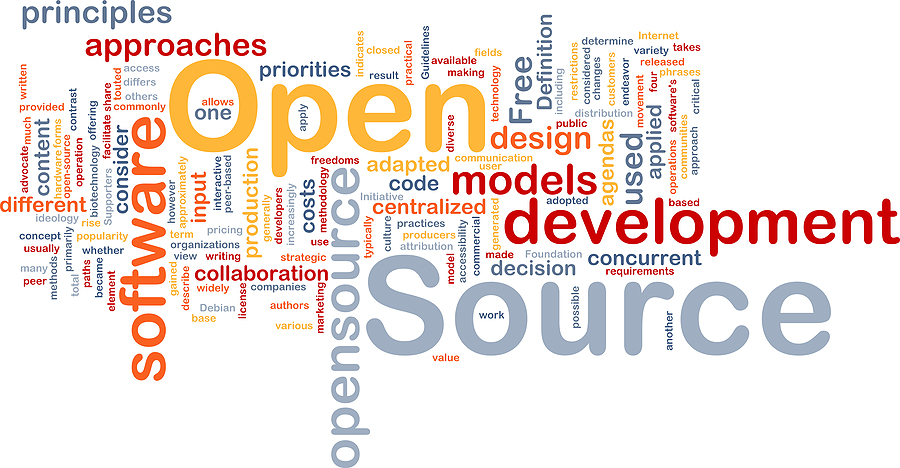 principles
approaches
Open
Source
software
opensource
development
models
design
Free
Definition
priorities
indicates
closed
practical
Guidelines
available
making
fields
technology
including
restrictions
considered
changes
determine
customers
endeavor
variety
Internet
takes
released
four
phrases
movement
software's
operations
communities
critical
approach
distribution
public
agendas
used
applied
result
access
differs
others
touted
commonly
facilitate share
contrast
written
provided
much
advocate
content
hardware forms
open-source
operation
biotechnology
offering
Supporters
consider
different
ideology
rise
concept
popularity
usually
primarily
whether
many
peer
methods
total
paths
became
element
allows
one
apply
diverse
freedoms
adapted
communication
user
code
Initiative
centralized
adopted
based
generated
input
interactive
peer-based
approximately
however
production
generally
developers
increasingly
costs
methodology
use
term
pricing
organizations
view
writing
strategic
collaboration
gained
describe
widely
companies
license
Debian
base
authors
various
marketing
typically
culture
practices
attribution
producers
accessibility
commercial
model
made
Foundation
decision
concurrent
requirements
work
possible
another
value